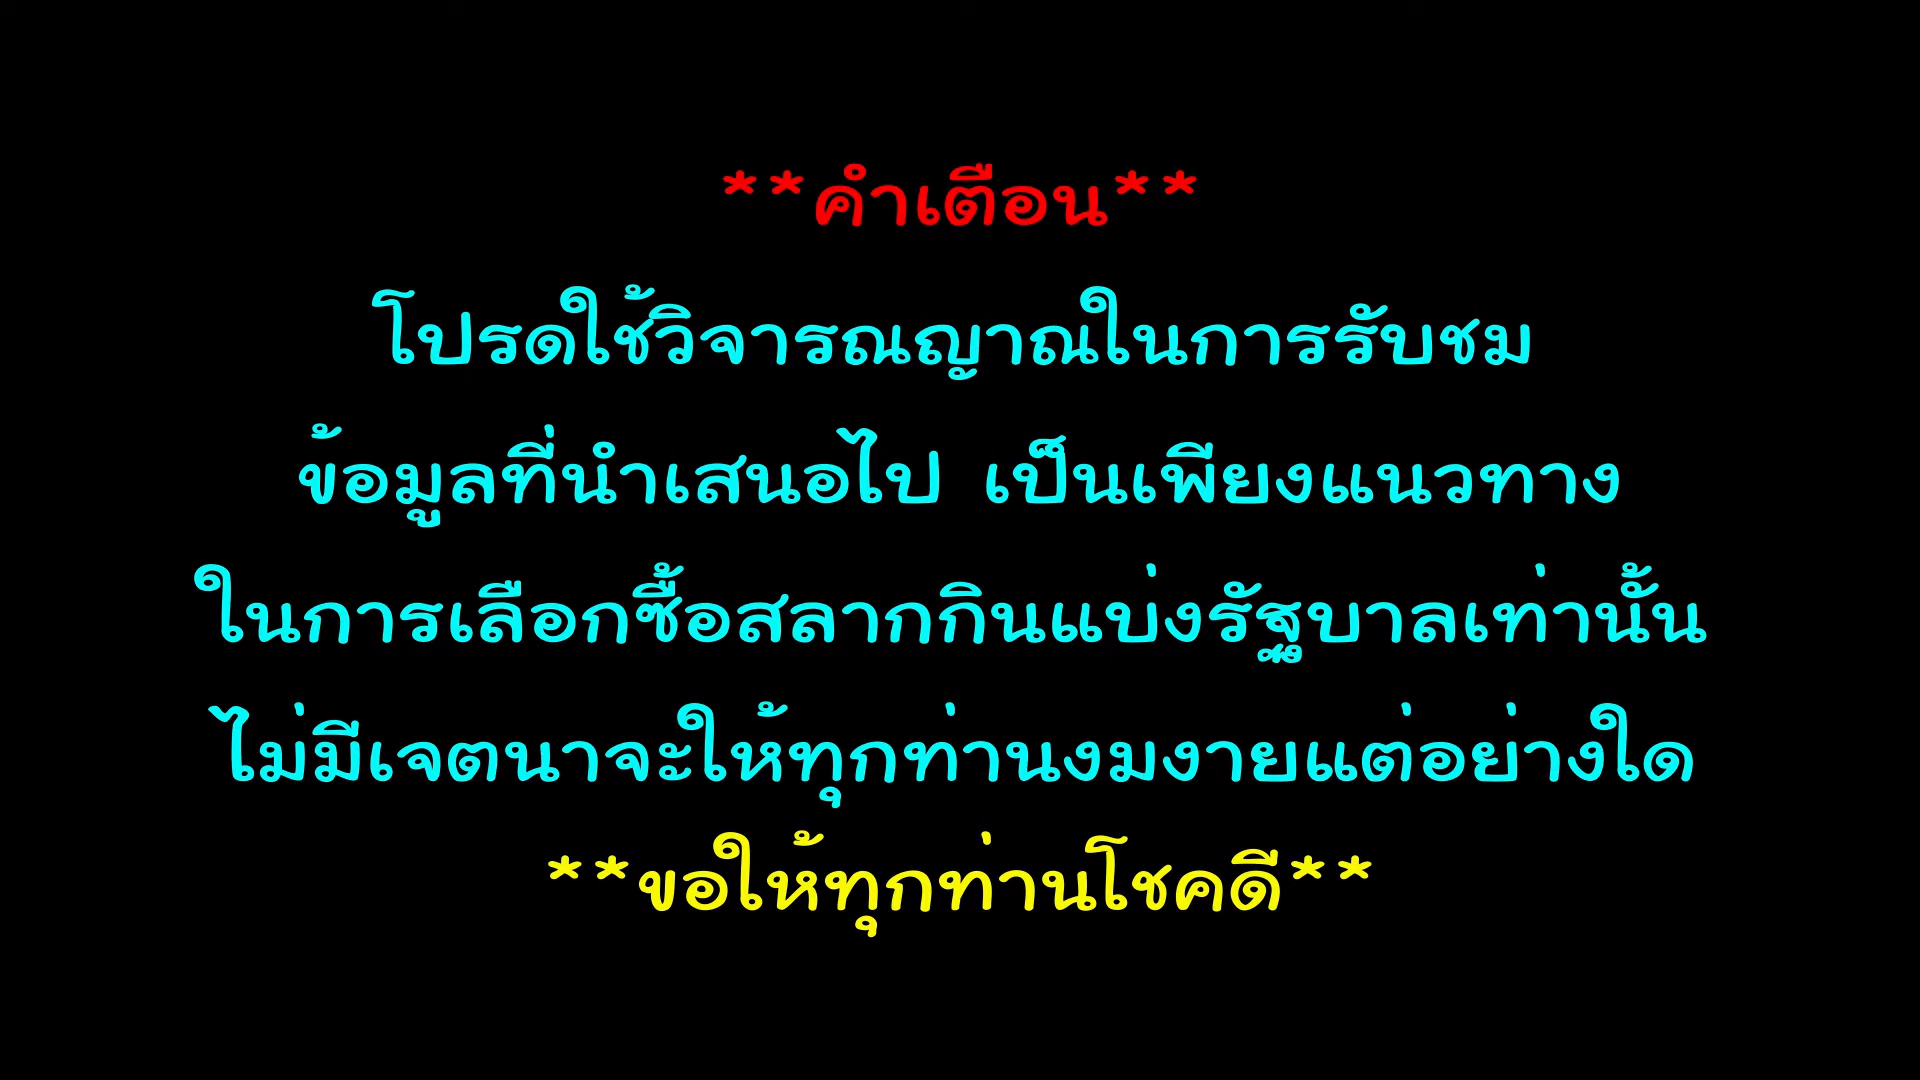 **คำเตือน**
โปรดใช้วิจารณญาณในการรับชม
ข้อมูลที่นำเสนอไป เป็นเพียงแนวทาง
ในการเลือกซื้อสลากกินแบ่งรัฐบาลเท่านั้น
ไม่มีเจตนาจะให้ทุกท่านงมงายแต่อย่างใด
**ขอให้ทุกท่านโชคดี**